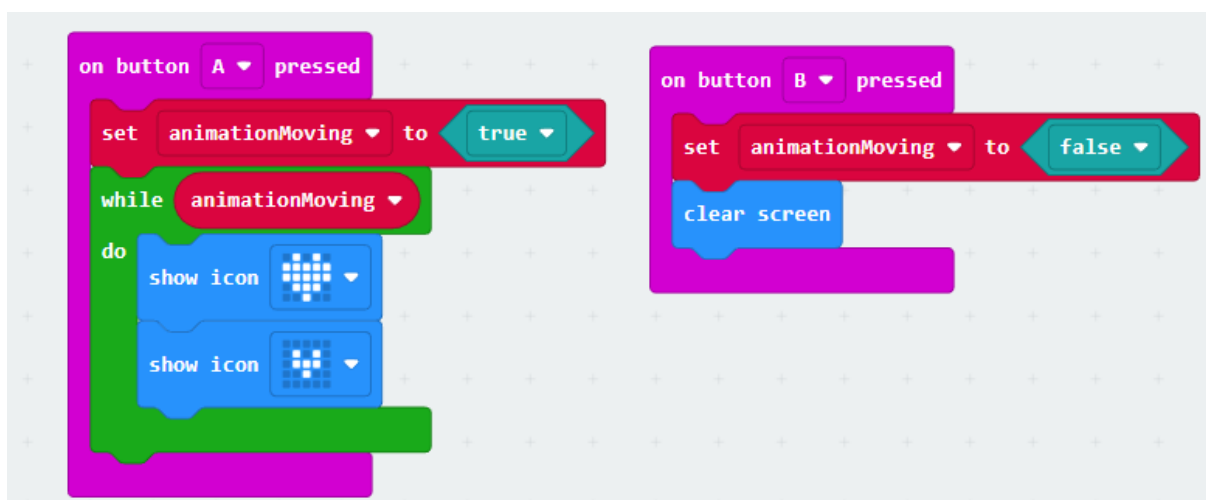 on button A pressed
set animationMoving to true
while animationMoving
do
show icon
show icon
on button B pressed
set animationMoving to false
clear screen